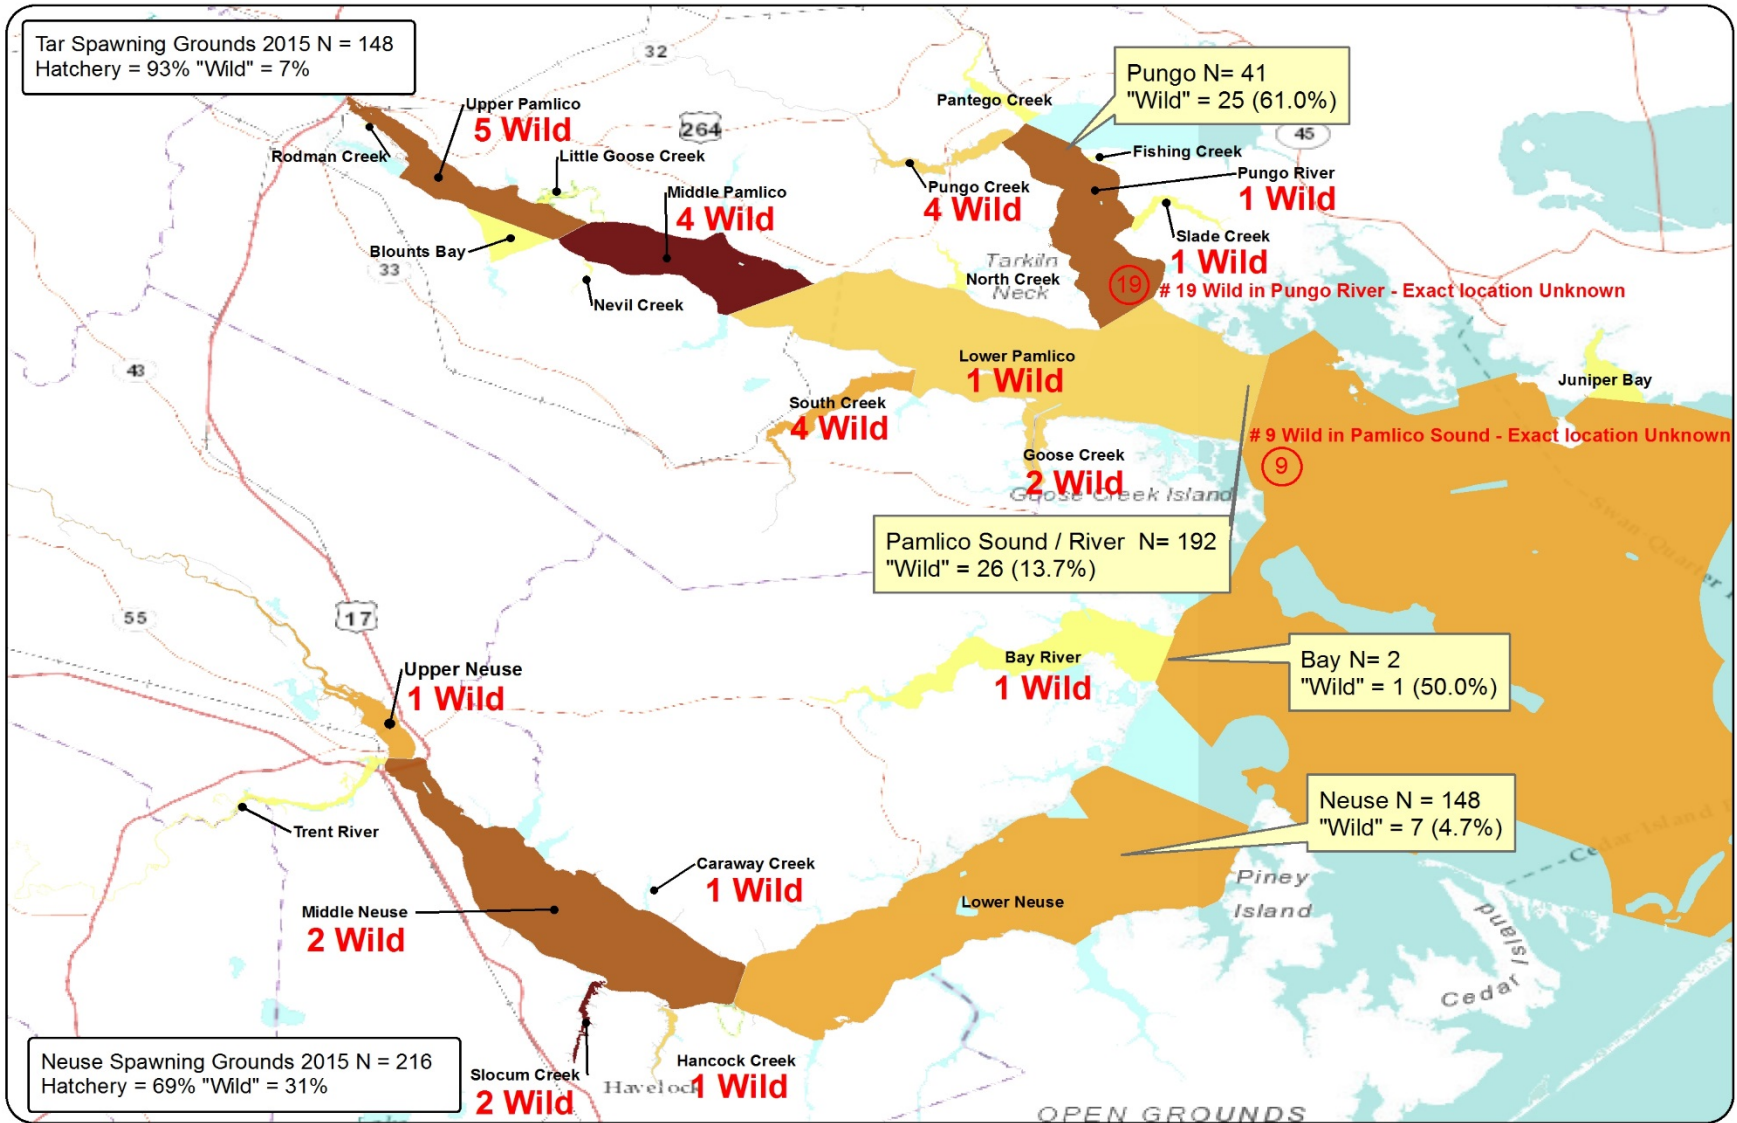 Tar Spawning Grounds 2015 N = 148
Hatchery = 93% "Wild" = 7%
32
Upper Pamlico
5 Wild
264
Pantego Creek
Pungo N= 41
"Wild" = 25 (61.0%)
45
Rodman Creek
Little Goose Creek
Fishing Creek
Middle Pamlico
4 Wild
Pungo Creek
4 Wild
Pungo River
1 Wild
Blounts Bay
Slade Creek
1 Wild
33
Tarkiln
Neck
North Creek
Nevil Creek
19
# 19 Wild in Pungo River - Exact location Unknown
43
Lower Pamlico
1 Wild
Juniper Bay
South Creek
4 Wild
# 9 Wild in Pamlico Sound - Exact location Unknown
9
Goose Creek
2 Wild
Goose Creek Island
Swan Quarter
Pamlico Sound / River N= 192
"Wild" = 26 (13.7%)
55
17
Upper Neuse
1 Wild
Bay River
1 Wild
Bay N= 2
"Wild" = 1 (50.0%)
Trent River
Neuse N = 148
"Wild" = 7 (4.7%)
Cedar Island
Caraway Creek
1 Wild
Piney
Island
Middle Neuse
2 Wild
Lower Neuse
Cedar Island
Neuse Spawning Grounds 2015 N = 216
Hatchery = 69% "Wild" = 31%
Slocum Creek
2 Wild
Havelock
Hancock Creek
1 Wild
OPEN GROUNDS